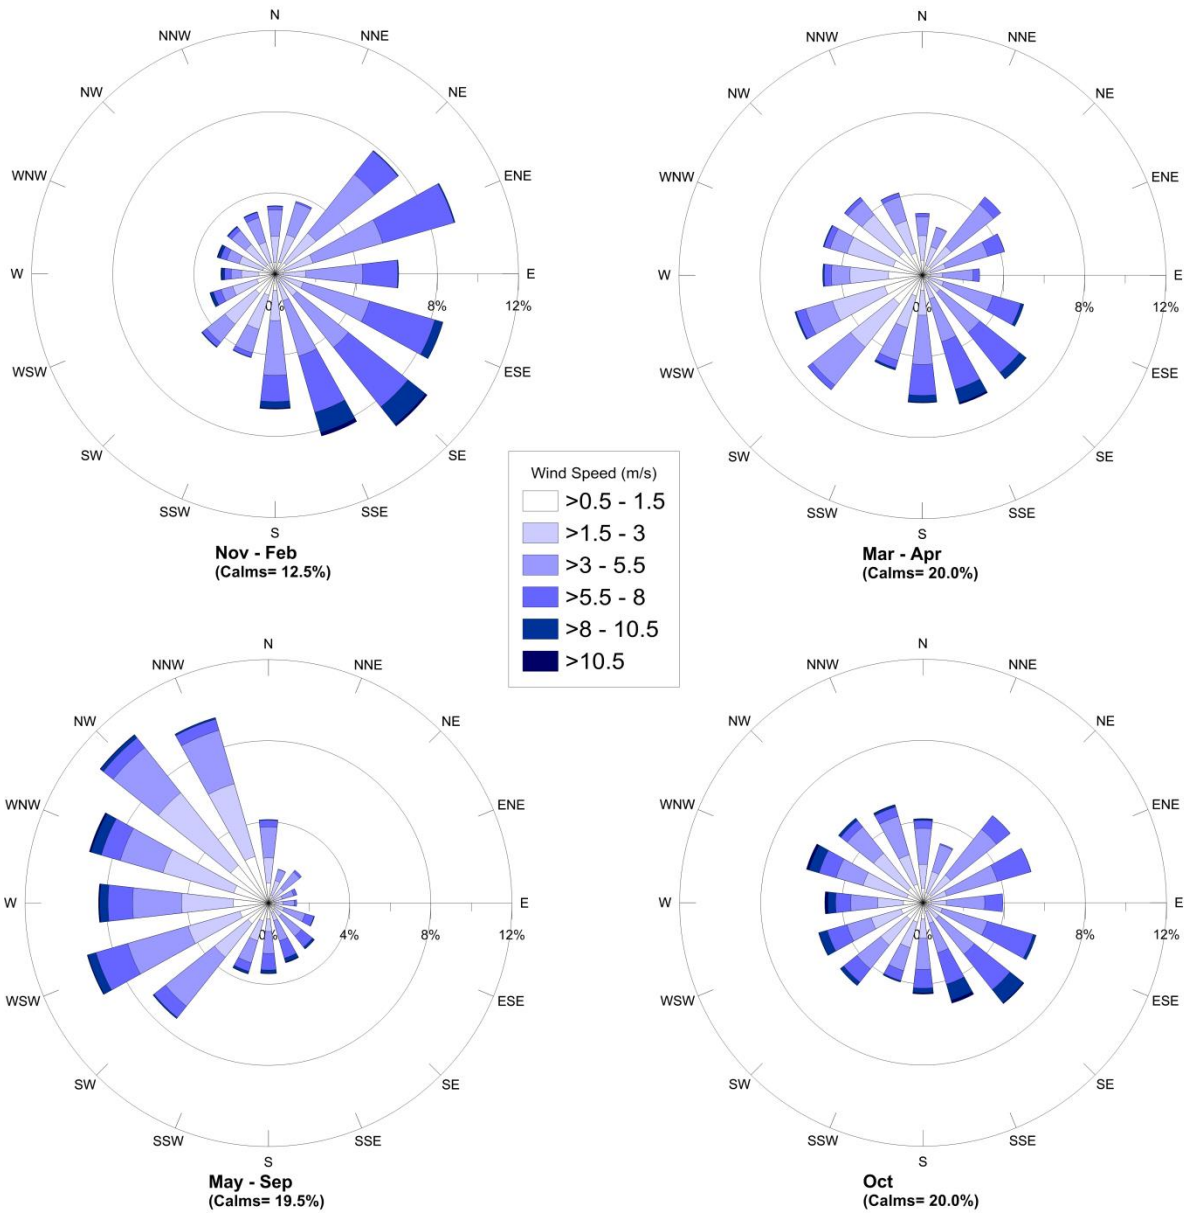 N
NNW
NNE
NW
NE
WNW
ENE
W
E
0%
8%
12%
WSW
ESE
SW
SE
SSW
SSE
S
Nov - Feb
(Calms= 12.5%)
N
NNW
NNE
NW
NE
WNW
ENE
W
E
0%
8%
12%
WSW
ESE
SW
SE
SSW
SSE
S
Mar - Apr
(Calms= 20.0%)
Wind Speed (m/s)
>0.5 - 1.5
>1.5 - 3
>3 - 5.5
>5.5 - 8
>8 - 10.5
>10.5
N
NNW
NNE
NW
NE
WNW
ENE
W
E
0%
4%
8%
12%
WSW
ESE
SW
SE
SSW
SSE
S
May - Sep
(Calms= 19.5%)
N
NNW
NNE
NW
NE
WNW
ENE
W
E
0%
8%
12%
WSW
ESE
SW
SE
SSW
SSE
S
Oct
(Calms= 20.0%)